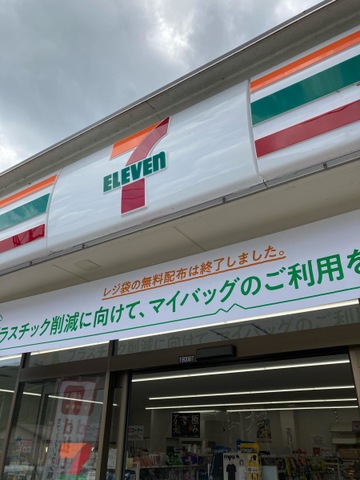 7
ELEVEn
レジ袋の無料配布は終了しました。
ラスチック削減に向けて、マイバッグのご利用を